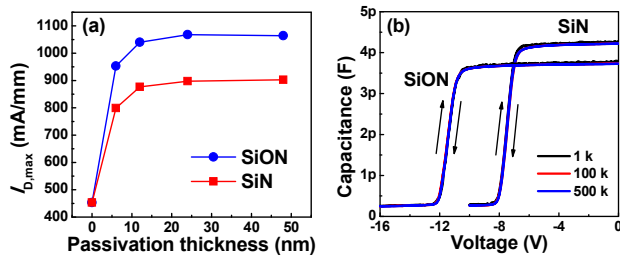 (a)
I_D,max (mA/mm)
1100
1000
900
800
700
600
500
400
SiON
SiN
0 10 20 30 40 50
Passivation thickness (nm)
(b)
Capacitance (F)
5p
4p
3p
2p
1p
0
SiN
SiON
1 k
100 k
500 k
-16 -12 -8 -4 0
Voltage (V)